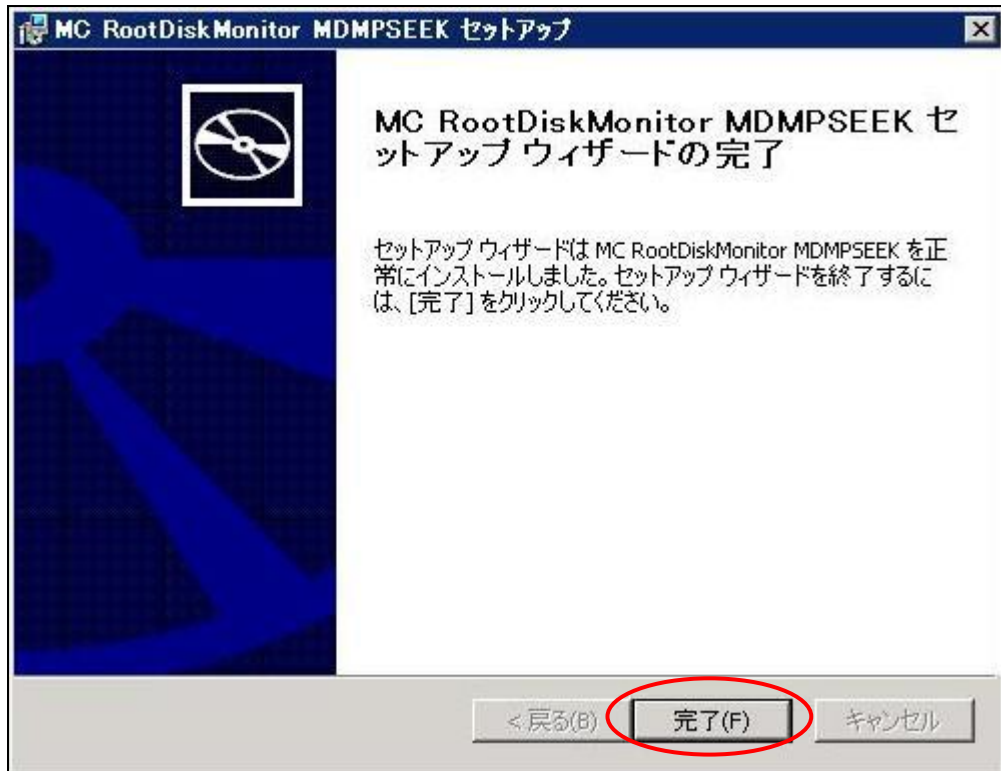 MC RootDiskMonitor MDMPSEEK セットアップ
MC RootDiskMonitor MDMPSEEK セ
ットアップ ウィザードの完了
セットアップ ウィザードは MC RootDiskMonitor MDMPSEEK を正
常にインストールしました。セットアップ ウィザードを終了するに
は、[完了] をクリックしてください。
< 戻る(B) 完了(F) キャンセル